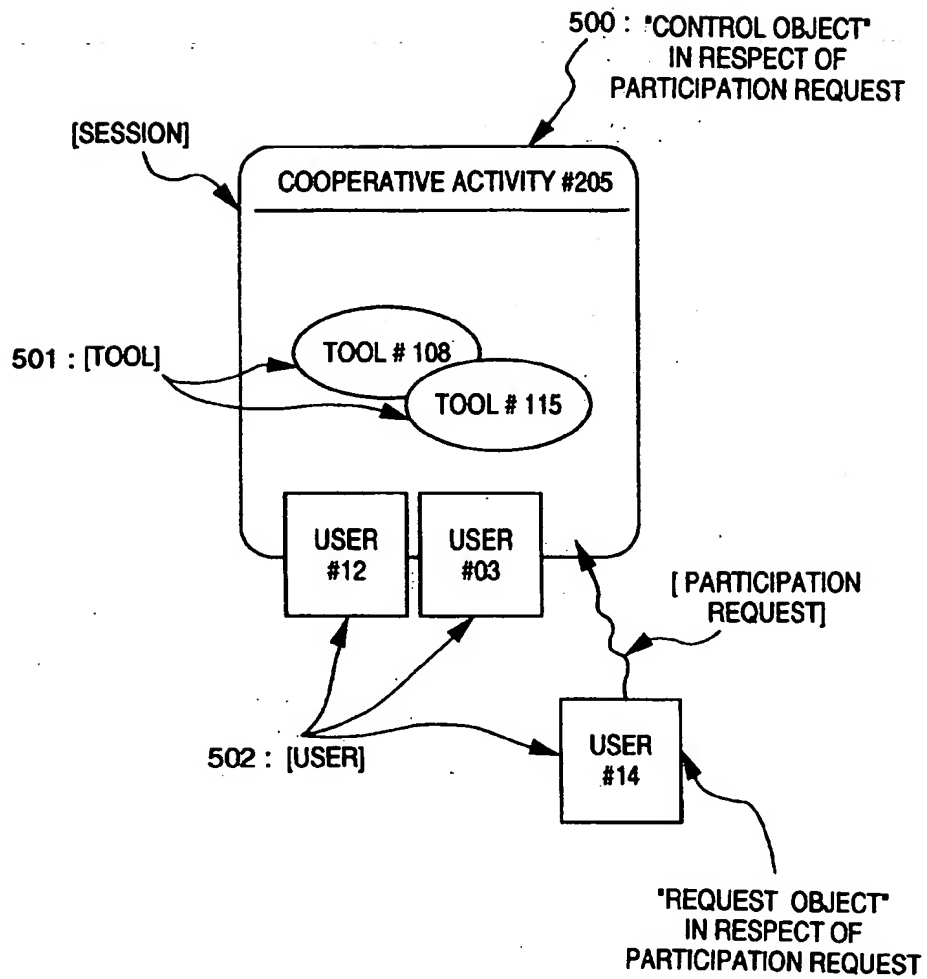 500 : "CONTROL OBJECT"
IN RESPECT OF
PARTICIPATION REQUEST
[SESSION]
COOPERATIVE ACTIVITY #205
501 : [TOOL]
TOOL # 108
TOOL # 115
USER
#12
USER
#03
[ PARTICIPATION
REQUEST]
502 : [USER]
USER
#14
"REQUEST OBJECT"
IN RESPECT OF
PARTICIPATION REQUEST